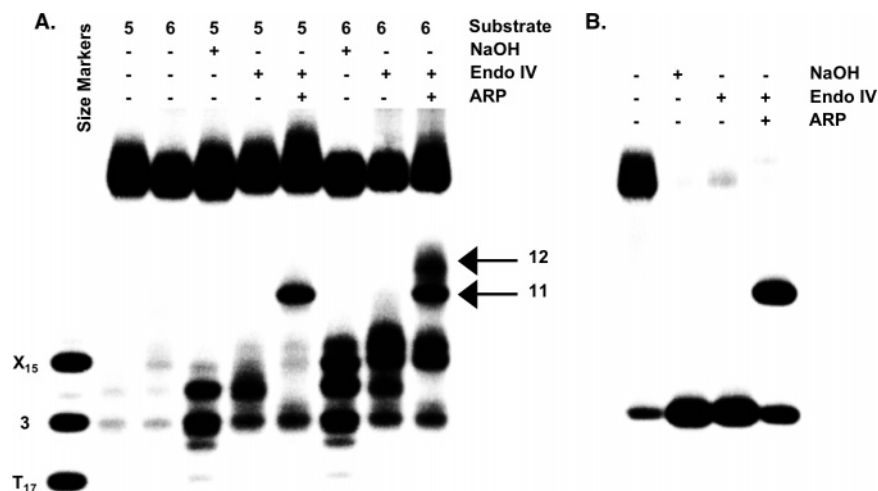 A.
Size Markers
5 6 5 5 5 6 6 6 Substrate
- - + - - + - - NaOH
- - - + + - + + Endo IV
- - - - + - - + ARP
12
11
X15
3
T17
B.
- + - - NaOH
- - + + Endo IV
- - - + ARP